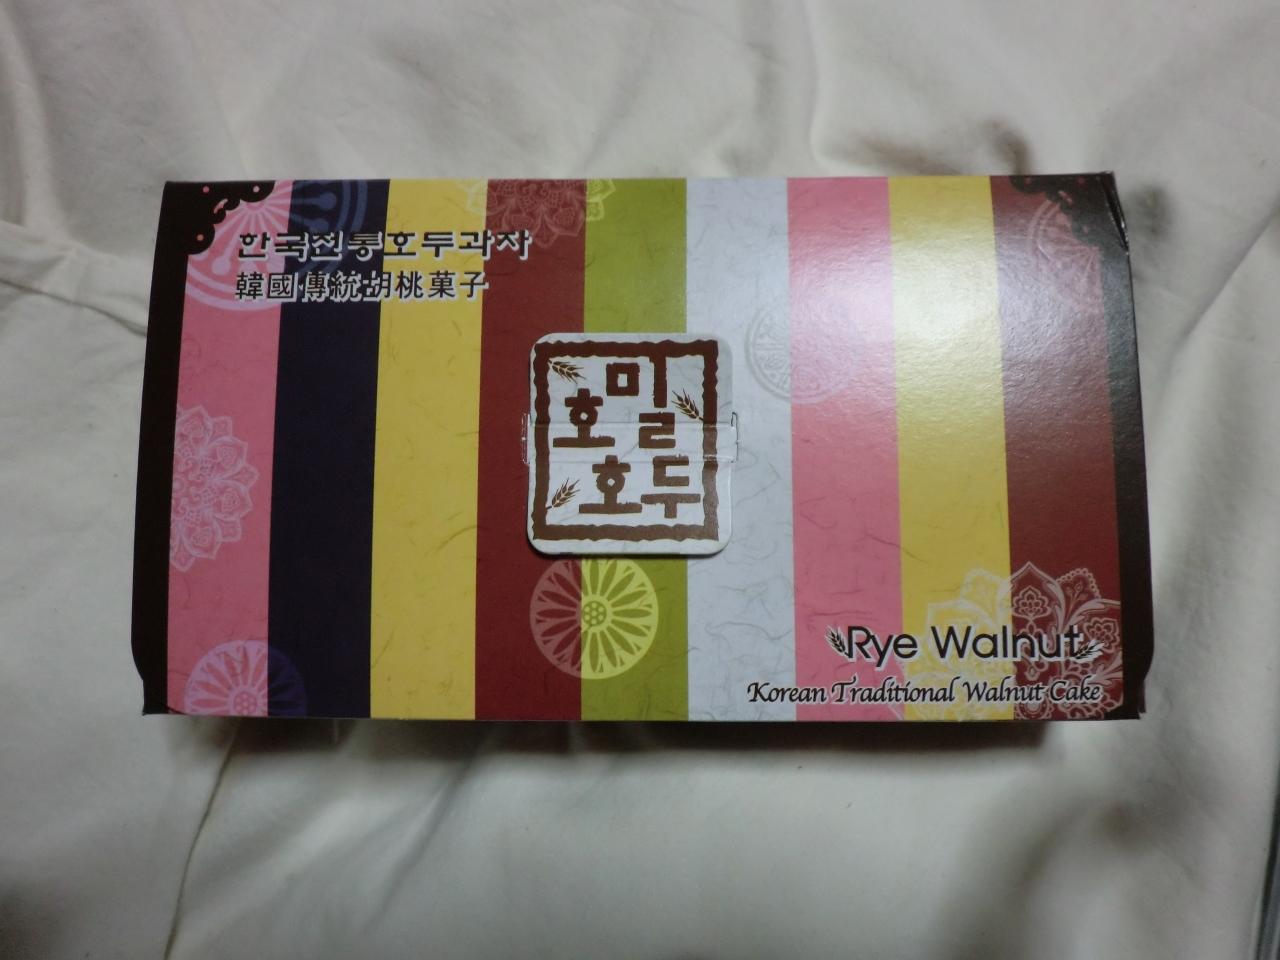 한국전통호두과자
韓國傳統胡桃菓子
호밀
호두
Rye Walnut
Korean Traditional Walnut Cake